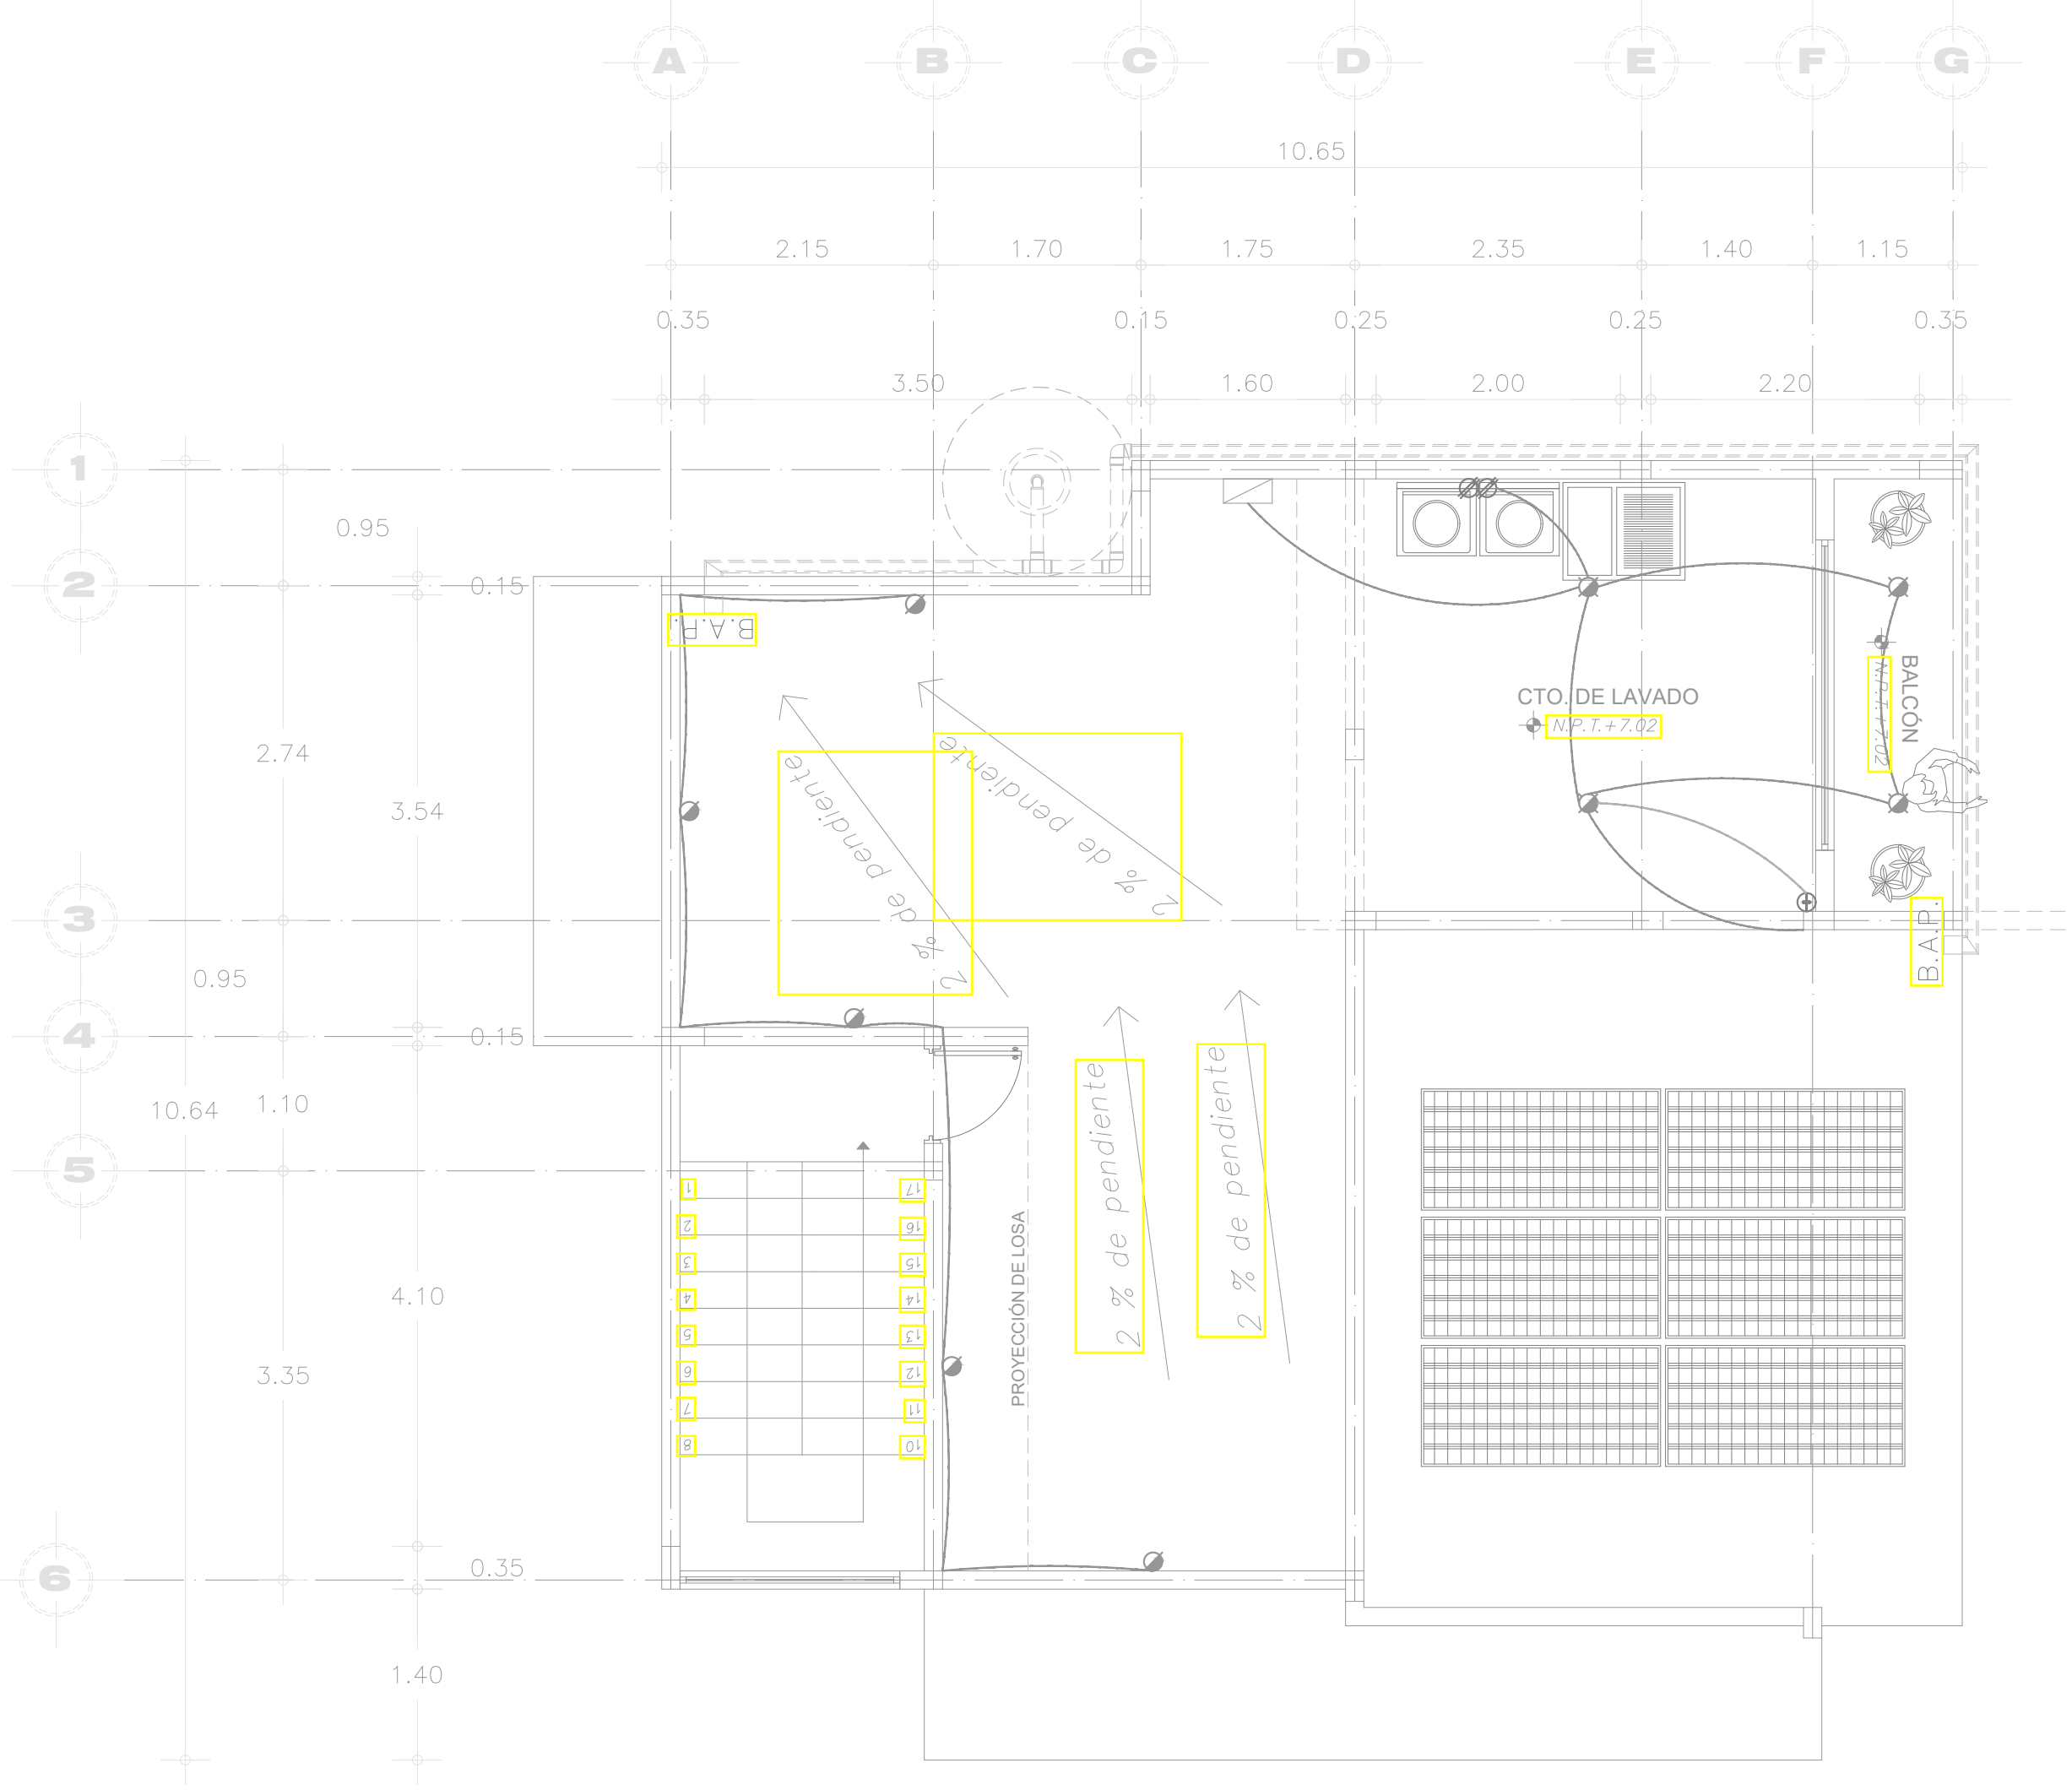 A B C D E F G
10.65
2.15 1.70 1.75 2.35 1.40 1.15
0.35 0.15 0.25 0.25 0.35
3.50 1.60 2.00 2.20
1
0.95
2
0.15
B.A.P.
CTO. DE LAVADO
N.P.T.+7.02
BALCÓN
N.P.T.+7.02
2.74
3.54
2 % de pendiente
2 % de pendiente
3
B.A.P.
0.95
4
0.15
10.64
1.10
2 % de pendiente
2 % de pendiente
5
1 17
2 16
3 15
4 14
5 13
6 12
7 11
8 10
PROYECCIÓN DE LOSA
4.10
3.35
6
0.35
1.40